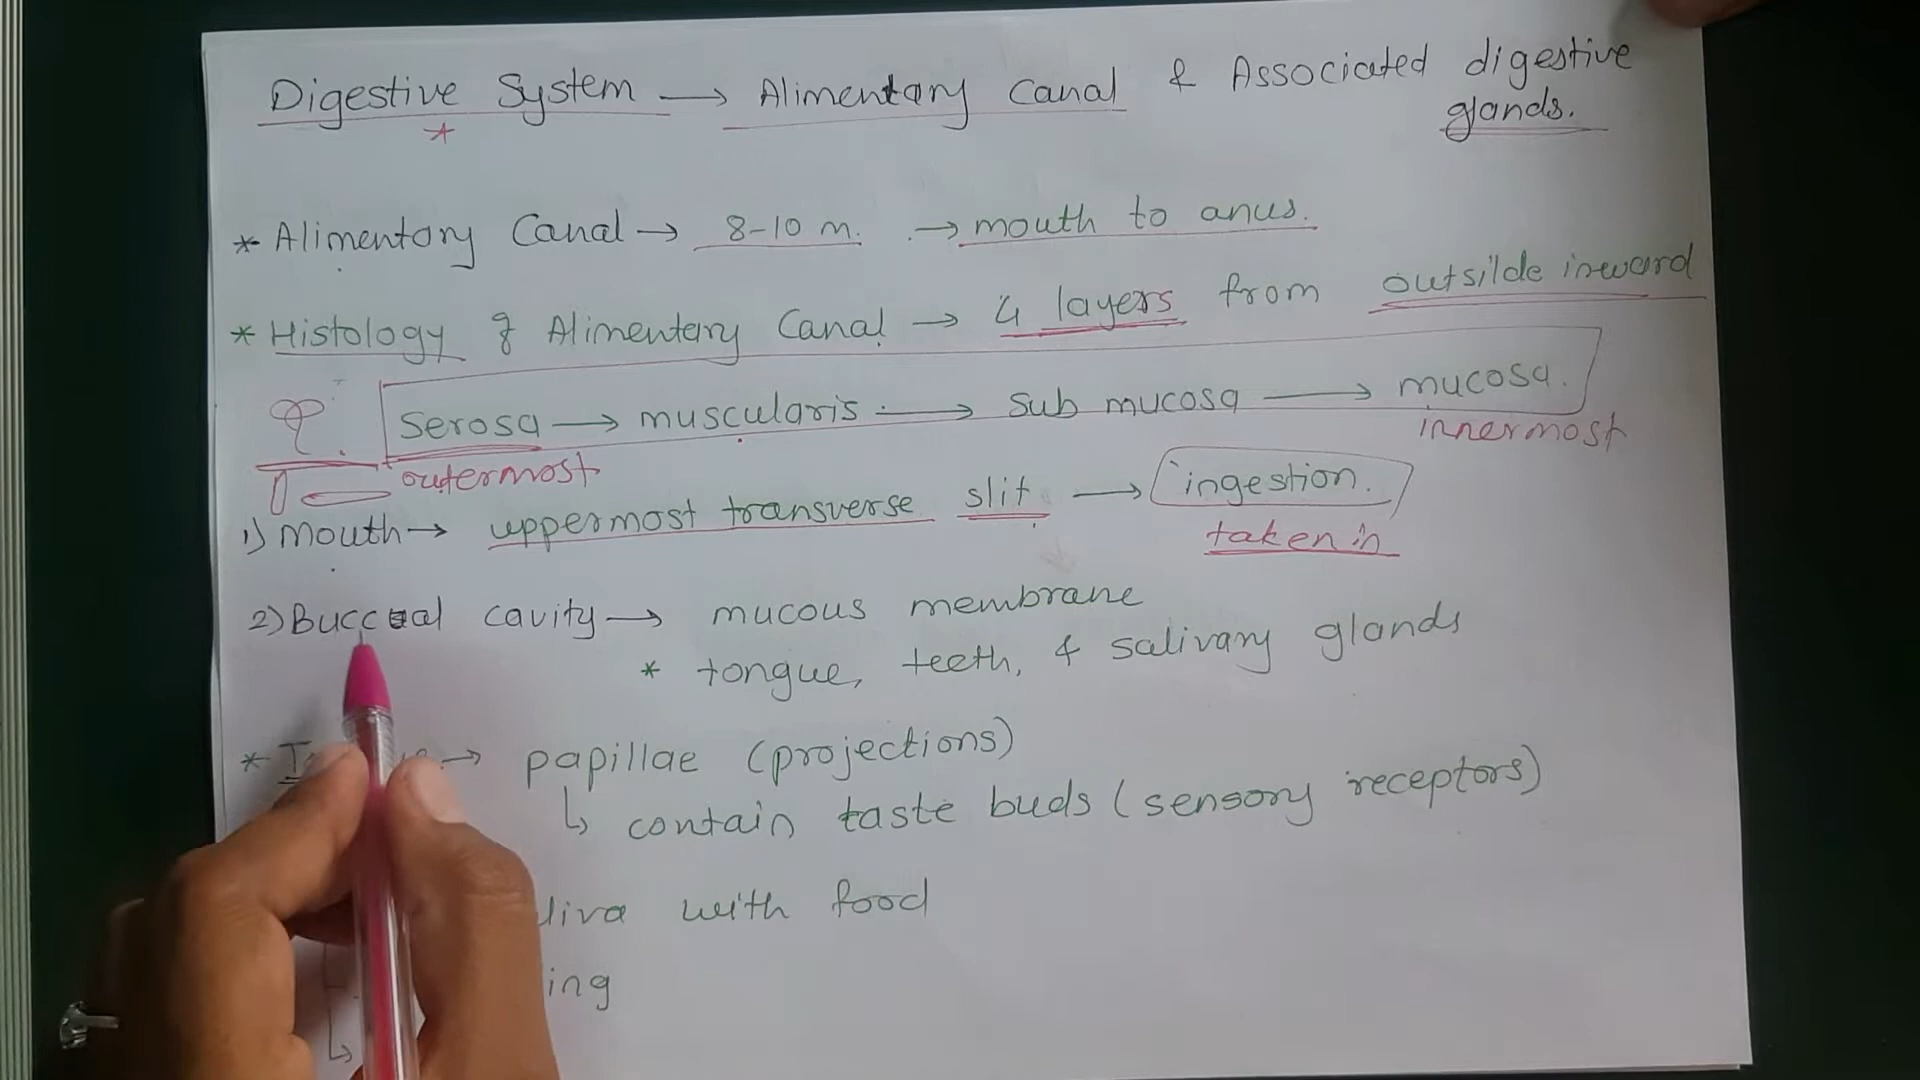 Digestive System → Alimentary Canal & Associated digestive
glands.
*
* Alimentary Canal → 8-10 m. → mouth to anus.
* Histology of Alimentary Canal → 4 layers from outsilde inward
Q. Serosa → muscularis → Sub mucosa → mucosa.
outermost innermost
1) Mouth → uppermost transverse slit → ingestion.
taken in
2) Buccal cavity → mucous membrane
* tongue, teeth, & salivary glands
* → papillae (projections)
↳ contain taste buds (sensory receptors)
liva with food
ing